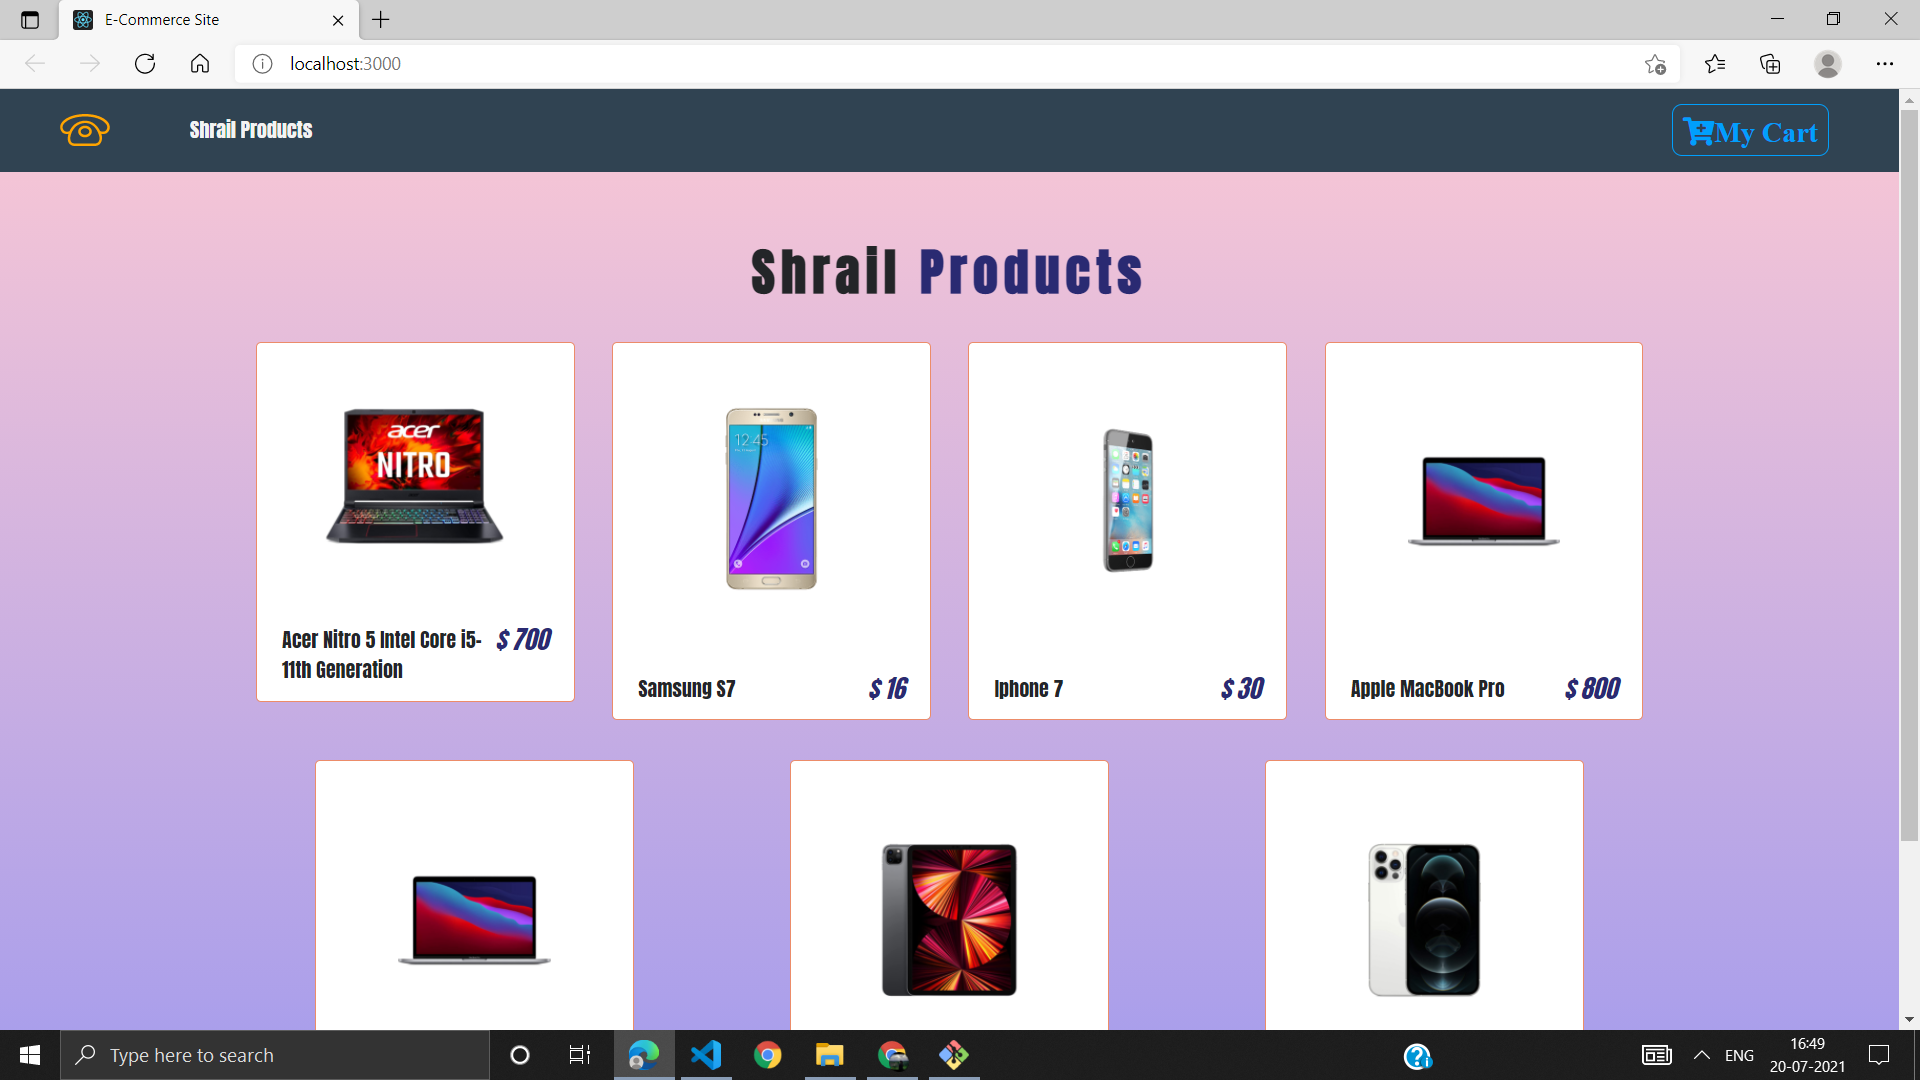 E-Commerce Site
localhost:3000
Shrail Products
My Cart
Shrail Products
acer
NITRO
12:45
Acer Nitro 5 Intel Core i5-
11th Generation
$ 700
Samsung S7
$ 16
Iphone 7
$ 30
Apple MacBook Pro
$ 800
Type here to search
ENG
16:49
20-07-2021